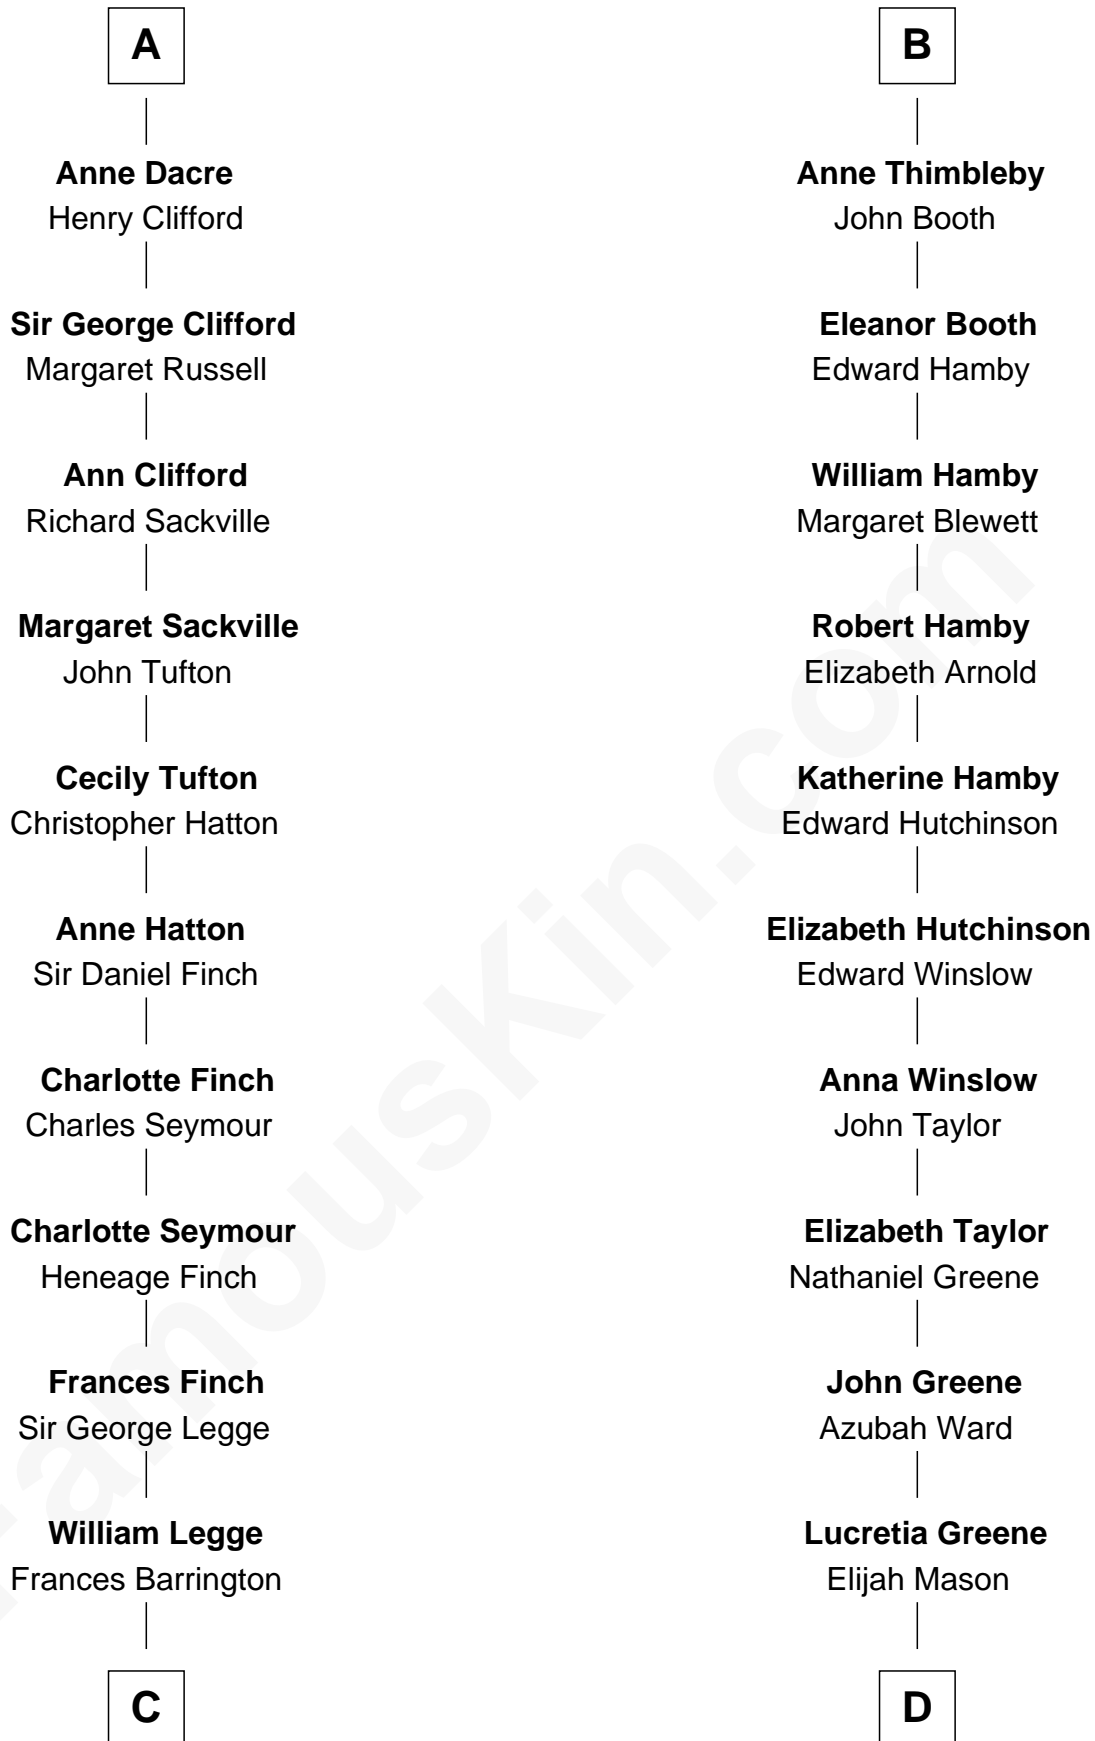 A
Anne Dacre
Henry Clifford
Sir George Clifford
Margaret Russell
Ann Clifford
Richard Sackville
Margaret Sackville
John Tufton
Cecily Tufton
Christopher Hatton
Anne Hatton
Sir Daniel Finch
Charlotte Finch
Charles Seymour
Charlotte Seymour
Heneage Finch
Frances Finch
Sir George Legge
William Legge
Frances Barrington
C
B
Anne Thimbleby
John Booth
Eleanor Booth
Edward Hamby
William Hamby
Margaret Blewett
Robert Hamby
Elizabeth Arnold
Katherine Hamby
Edward Hutchinson
Elizabeth Hutchinson
Edward Winslow
Anna Winslow
John Taylor
Elizabeth Taylor
Nathaniel Greene
John Greene
Azubah Ward
Lucretia Greene
Elijah Mason
D
FamousKin.com